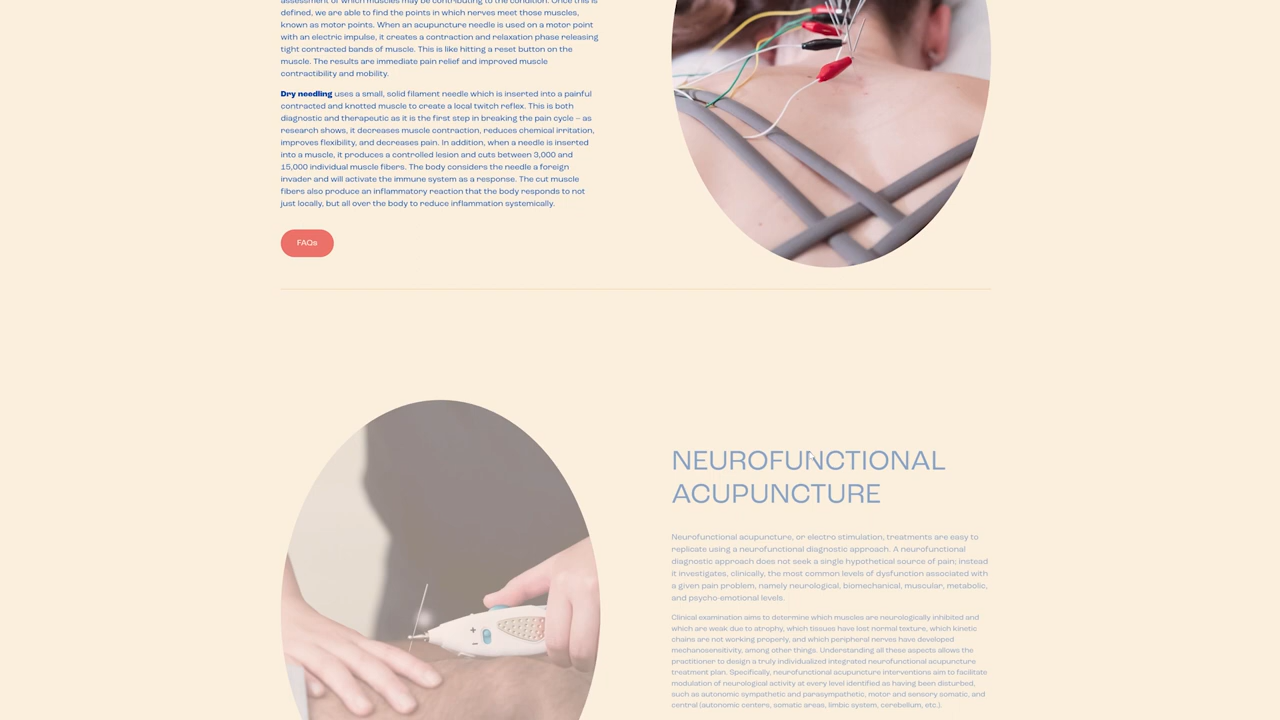 assessment of which muscles may be contributing to the condition. Once this is
defined, we are able to find the points in which nerves meet those muscles,
known as motor points. When an acupuncture needle is used on a motor point
with an electric impulse, it creates a contraction and relaxation phase releasing
tight contracted bands of muscle. This is like hitting a reset button on the
muscle. The results are immediate pain relief and improved muscle
contractibility and mobility.
Dry needling uses a small, solid filament needle which is inserted into a painful
contracted and knotted muscle to create a local twitch reflex. This is both
diagnostic and therapeutic as it is the first step in breaking the pain cycle – as
research shows, it decreases muscle contraction, reduces chemical irritation,
improves flexibility, and decreases pain. In addition, when a needle is inserted
into a muscle, it produces a controlled lesion and cuts between 3,000 and
15,000 individual muscle fibers. The body considers the needle a foreign
invader and will activate the immune system as a response. The cut muscle
fibers also produce an inflammatory reaction that the body responds to not
just locally, but all over the body to reduce inflammation systemically.
FAQs
NEUROFUNCTIONAL
ACUPUNCTURE
Neurofunctional acupuncture, or electro stimulation, treatments are easy to
replicate using a neurofunctional diagnostic approach. A neurofunctional
diagnostic approach does not seek a single hypothetical source of pain; instead
it investigates, clinically, the most common levels of dysfunction associated with
a given pain problem, namely neurological, biomechanical, muscular, metabolic,
and psycho-emotional levels.
Clinical examination aims to determine which muscles are neurologically inhibited and
which are weak due to atrophy, which tissues have lost normal texture, which kinetic
chains are not working properly, and which peripheral nerves have developed
mechanosensitivity, among other things. Understanding all these aspects allows the
practitioner to design a truly individualized integrated neurofunctional acupuncture
treatment plan. Specifically, neurofunctional acupuncture interventions aim to facilitate
modulation of neurological activity at every level identified as having been disturbed,
such as autonomic sympathetic and parasympathetic, motor and sensory somatic, and
central (autonomic centers, somatic areas, limbic system, cerebellum, etc.).